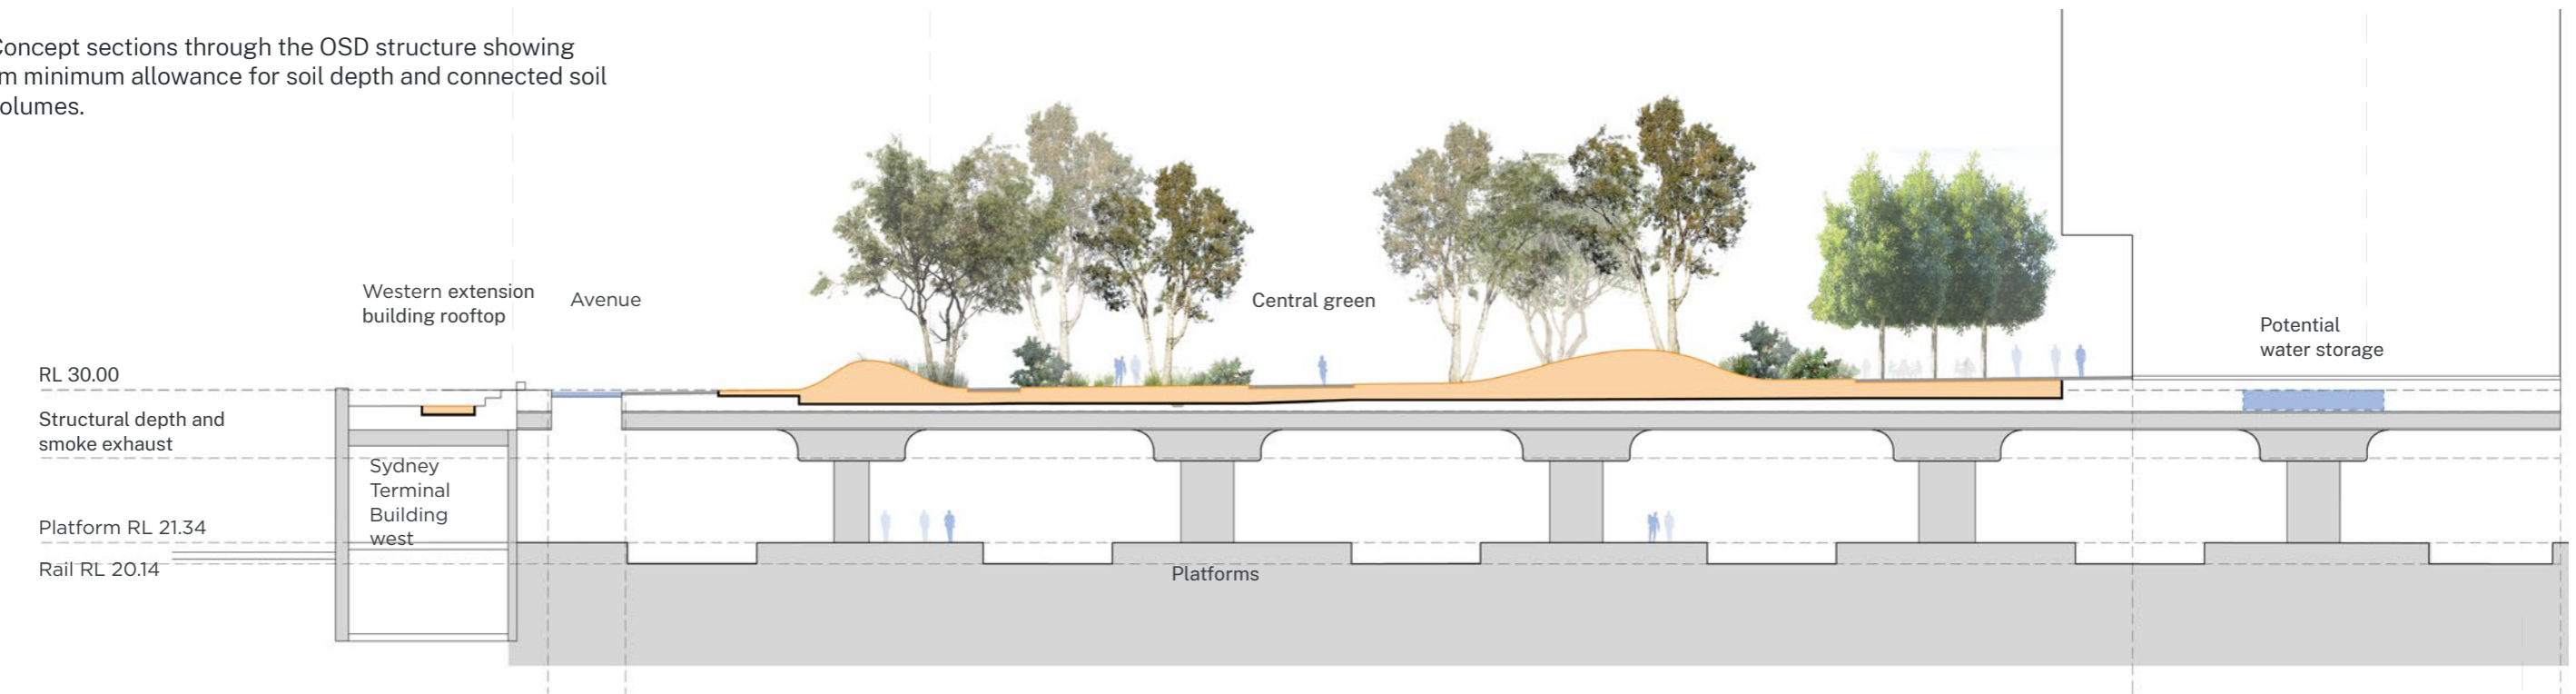 Concept sections through the OSD structure showing
m minimum allowance for soil depth and connected soil
olumes.
Western extension
building rooftop
Avenue
Central green
Potential
water storage
RL 30.00
Structural depth and
smoke exhaust
Sydney
Terminal
Building
west
Platform RL 21.34
Rail RL 20.14
Platforms